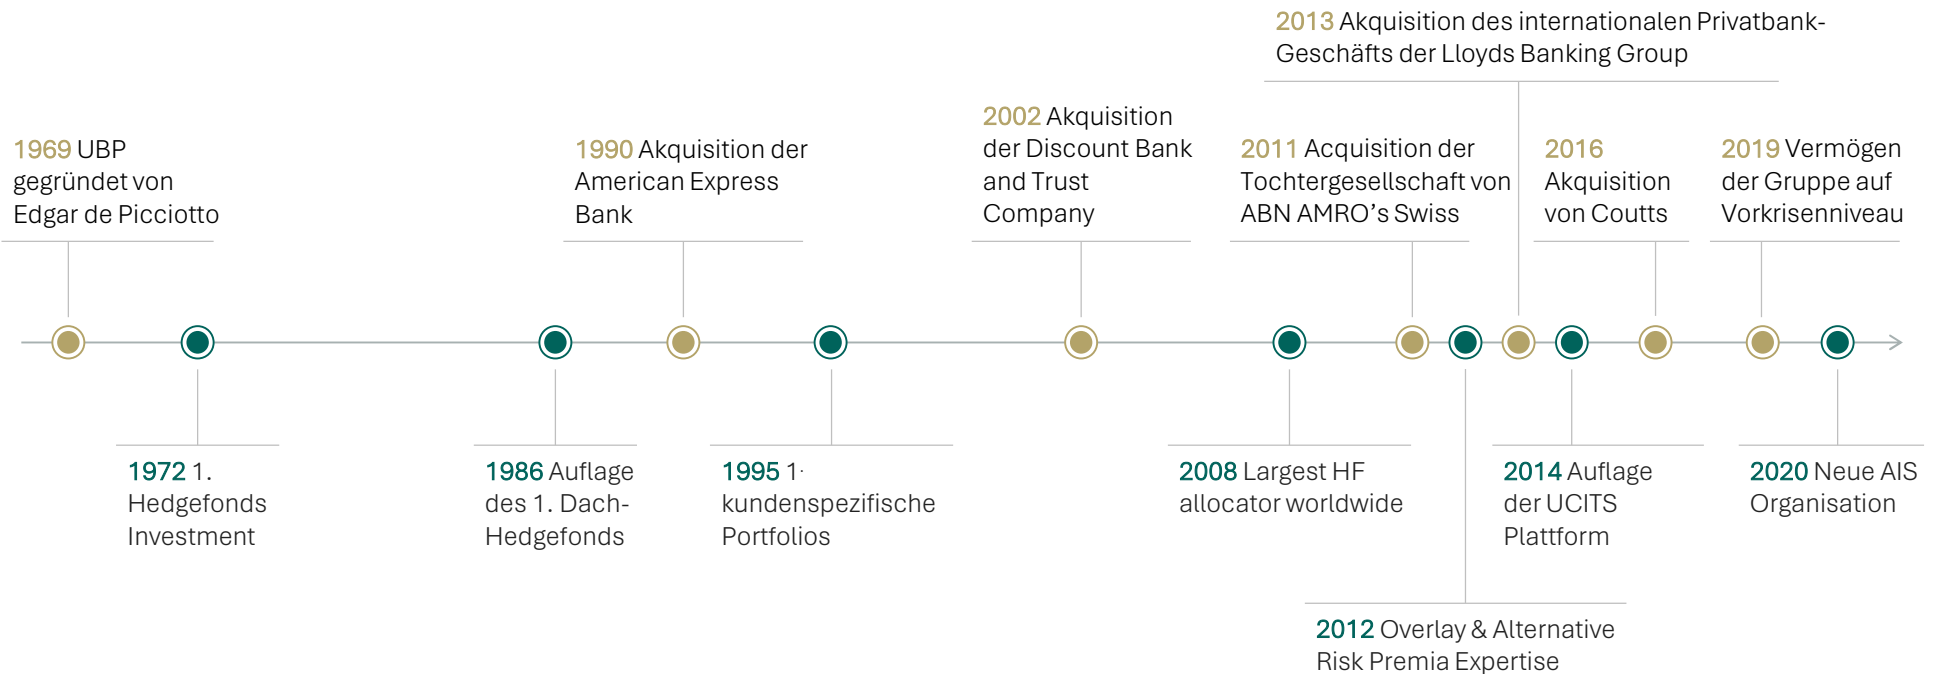 2013 Akquisition des internationalen Privatbank-
Geschäfts der Lloyds Banking Group
1969 UBP
gegründet von
Edgar de Picciotto
1990 Akquisition der
American Express
Bank
2002 Akquisition
der Discount Bank
and Trust
Company
2011 Acquisition der
Tochtergesellschaft von
ABN AMRO’s Swiss
2016
Akquisition
von Coutts
2019 Vermögen
der Gruppe auf
Vorkrisenniveau
1972 1.
Hedgefonds
Investment
1986 Auflage
des 1. Dach-
Hedgefonds
1995 1.
kundenspezifische
Portfolios
2008 Largest HF
allocator worldwide
2014 Auflage
der UCITS
Plattform
2020 Neue AIS
Organisation
2012 Overlay & Alternative
Risk Premia Expertise